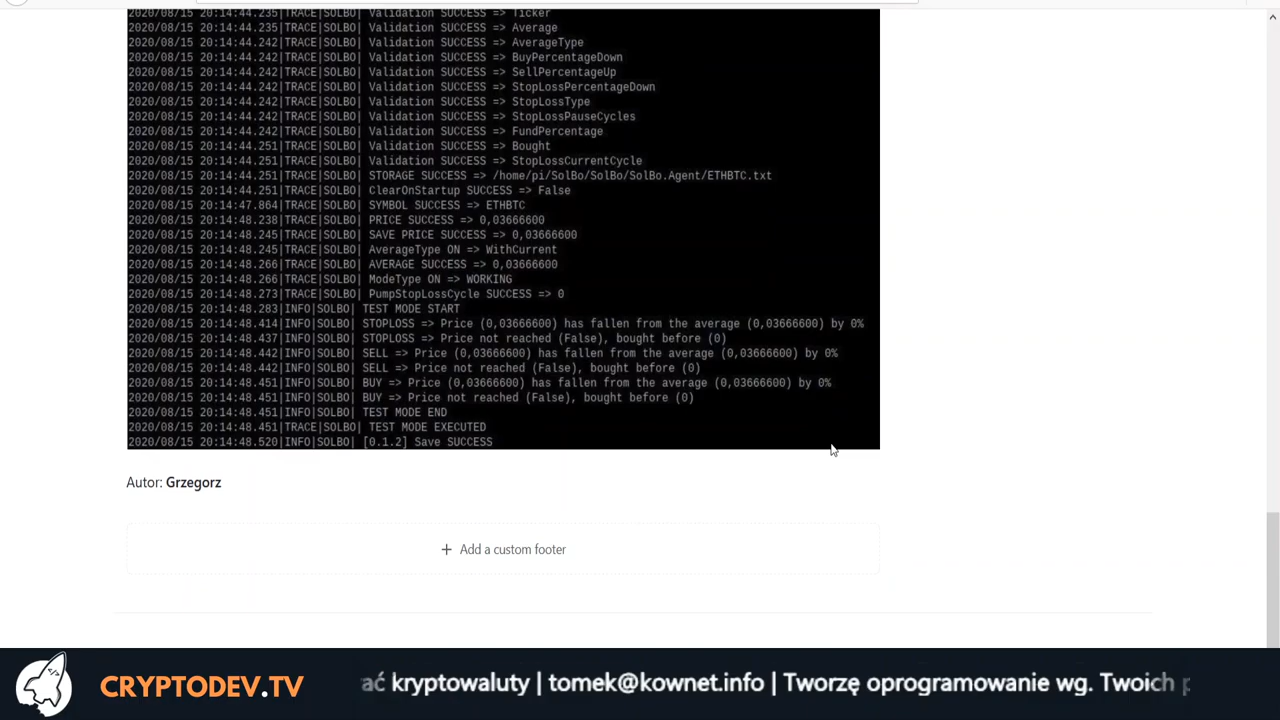 2020/08/15 20:14:44.235|TRACE|SOLBO| Validation SUCCESS => Ticker
2020/08/15 20:14:44.235|TRACE|SOLBO| Validation SUCCESS => Average
2020/08/15 20:14:44.242|TRACE|SOLBO| Validation SUCCESS => AverageType
2020/08/15 20:14:44.242|TRACE|SOLBO| Validation SUCCESS => BuyPercentageDown
2020/08/15 20:14:44.242|TRACE|SOLBO| Validation SUCCESS => SellPercentageUp
2020/08/15 20:14:44.242|TRACE|SOLBO| Validation SUCCESS => StopLossPercentageDown
2020/08/15 20:14:44.242|TRACE|SOLBO| Validation SUCCESS => StopLossType
2020/08/15 20:14:44.242|TRACE|SOLBO| Validation SUCCESS => StopLossPauseCycles
2020/08/15 20:14:44.242|TRACE|SOLBO| Validation SUCCESS => FundPercentage
2020/08/15 20:14:44.251|TRACE|SOLBO| Validation SUCCESS => Bought
2020/08/15 20:14:44.251|TRACE|SOLBO| Validation SUCCESS => StopLossCurrentCycle
2020/08/15 20:14:44.251|TRACE|SOLBO| STORAGE SUCCESS => /home/pi/SolBo/SolBo/SolBo.Agent/ETHBTC.txt
2020/08/15 20:14:44.251|TRACE|SOLBO| ClearOnStartup SUCCESS => False
2020/08/15 20:14:47.864|TRACE|SOLBO| SYMBOL SUCCESS => ETHBTC
2020/08/15 20:14:48.238|TRACE|SOLBO| PRICE SUCCESS => 0,03666600
2020/08/15 20:14:48.245|TRACE|SOLBO| SAVE PRICE SUCCESS => 0,03666600
2020/08/15 20:14:48.245|TRACE|SOLBO| AverageType ON => WithCurrent
2020/08/15 20:14:48.266|TRACE|SOLBO| AVERAGE SUCCESS => 0,03666600
2020/08/15 20:14:48.266|TRACE|SOLBO| ModeType ON => WORKING
2020/08/15 20:14:48.273|TRACE|SOLBO| PumpStopLossCycle SUCCESS => 0
2020/08/15 20:14:48.283|INFO|SOLBO| TEST MODE START
2020/08/15 20:14:48.414|INFO|SOLBO| STOPLOSS => Price (0,03666600) has fallen from the average (0,03666600) by 0%
2020/08/15 20:14:48.437|INFO|SOLBO| STOPLOSS => Price not reached (False), bought before (0)
2020/08/15 20:14:48.442|INFO|SOLBO| SELL => Price (0,03666600) has fallen from the average (0,03666600) by 0%
2020/08/15 20:14:48.442|INFO|SOLBO| SELL => Price not reached (False), bought before (0)
2020/08/15 20:14:48.451|INFO|SOLBO| BUY => Price (0,03666600) has fallen from the average (0,03666600) by 0%
2020/08/15 20:14:48.451|INFO|SOLBO| BUY => Price not reached (False), bought before (0)
2020/08/15 20:14:48.451|INFO|SOLBO| TEST MODE END
2020/08/15 20:14:48.451|TRACE|SOLBO| TEST MODE EXECUTED
2020/08/15 20:14:48.520|INFO|SOLBO| [0.1.2] Save SUCCESS
Autor: Grzegorz
+ Add a custom footer
CRYPTODEV.TV
ać kryptowaluty | tomek@kownet.info | Tworzę oprogramowanie wg. Twoich p